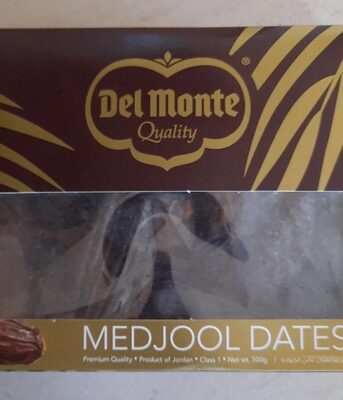 ®
Del Monte
Quality
MEDJOOL DATES
Premium Quality • Product of Jordan • Class 1 • Net wt. 500g